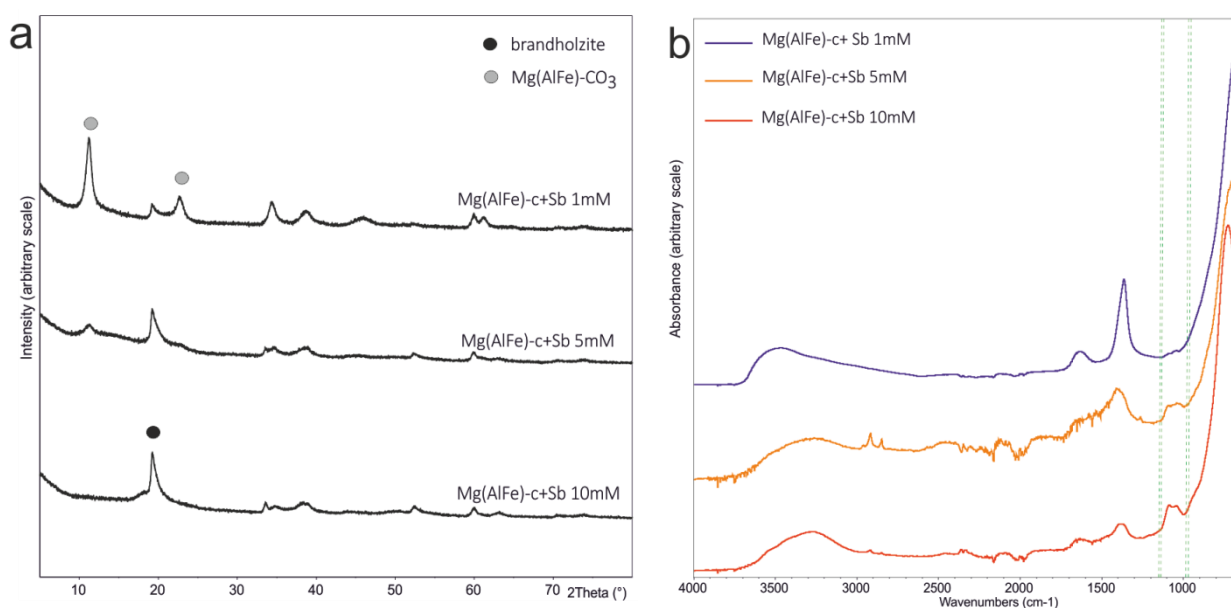 a
brandholzite
Mg(AlFe)-CO3
Mg(AlFe)-c+Sb 1mM
Mg(AlFe)-c+Sb 5mM
Mg(AlFe)-c+Sb 10mM
Intensity (arbitrary scale)
10 20 30 40 50 60 70
2Theta (°)
b
Mg(AlFe)-c+ Sb 1mM
Mg(AlFe)-c+Sb 5mM
Mg(AlFe)-c+Sb 10mM
Absorbance (arbitrary scale)
4000 3500 3000 2500 2000 1500 1000
Wavenumbers (cm-1)